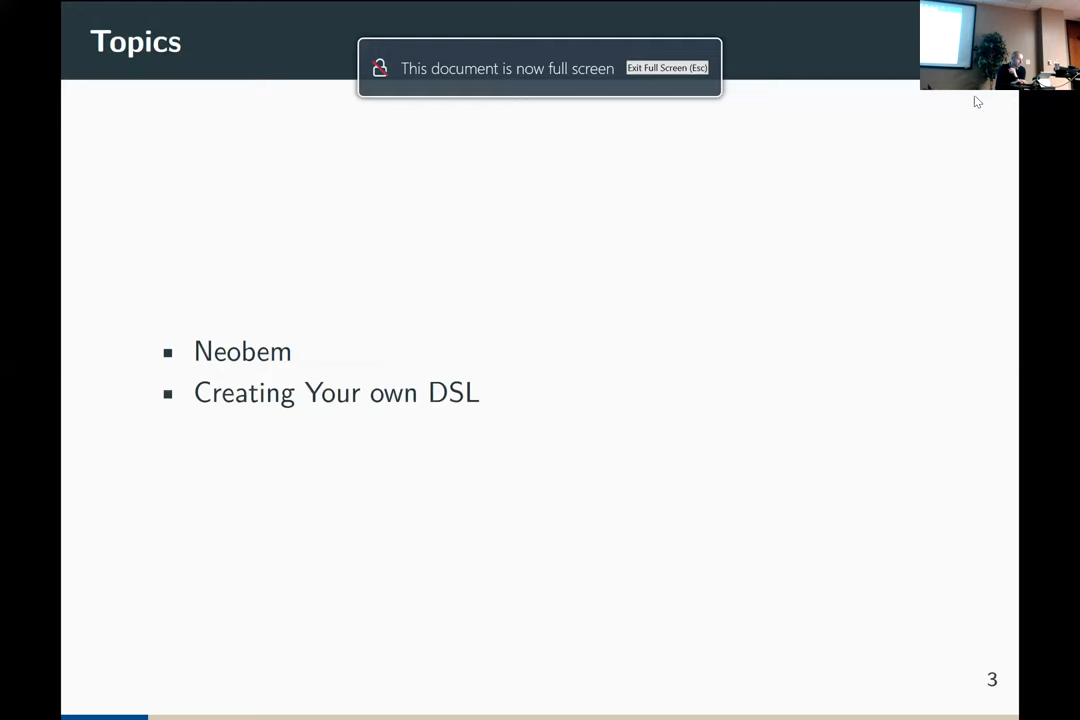 Topics
This document is now full screen Exit Full Screen (Esc)
▪ Neobem
▪ Creating Your own DSL
3